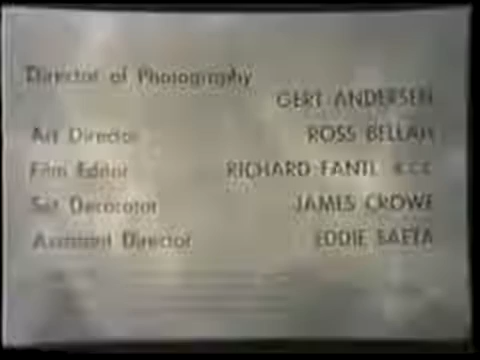 Director of Photography
GERT ANDERSEN
Art Director ROSS BELLAH
Film Editor RICHARD FANTL
Set Decorator JAMES CROWE
Assistant Director EDDIE SAETA